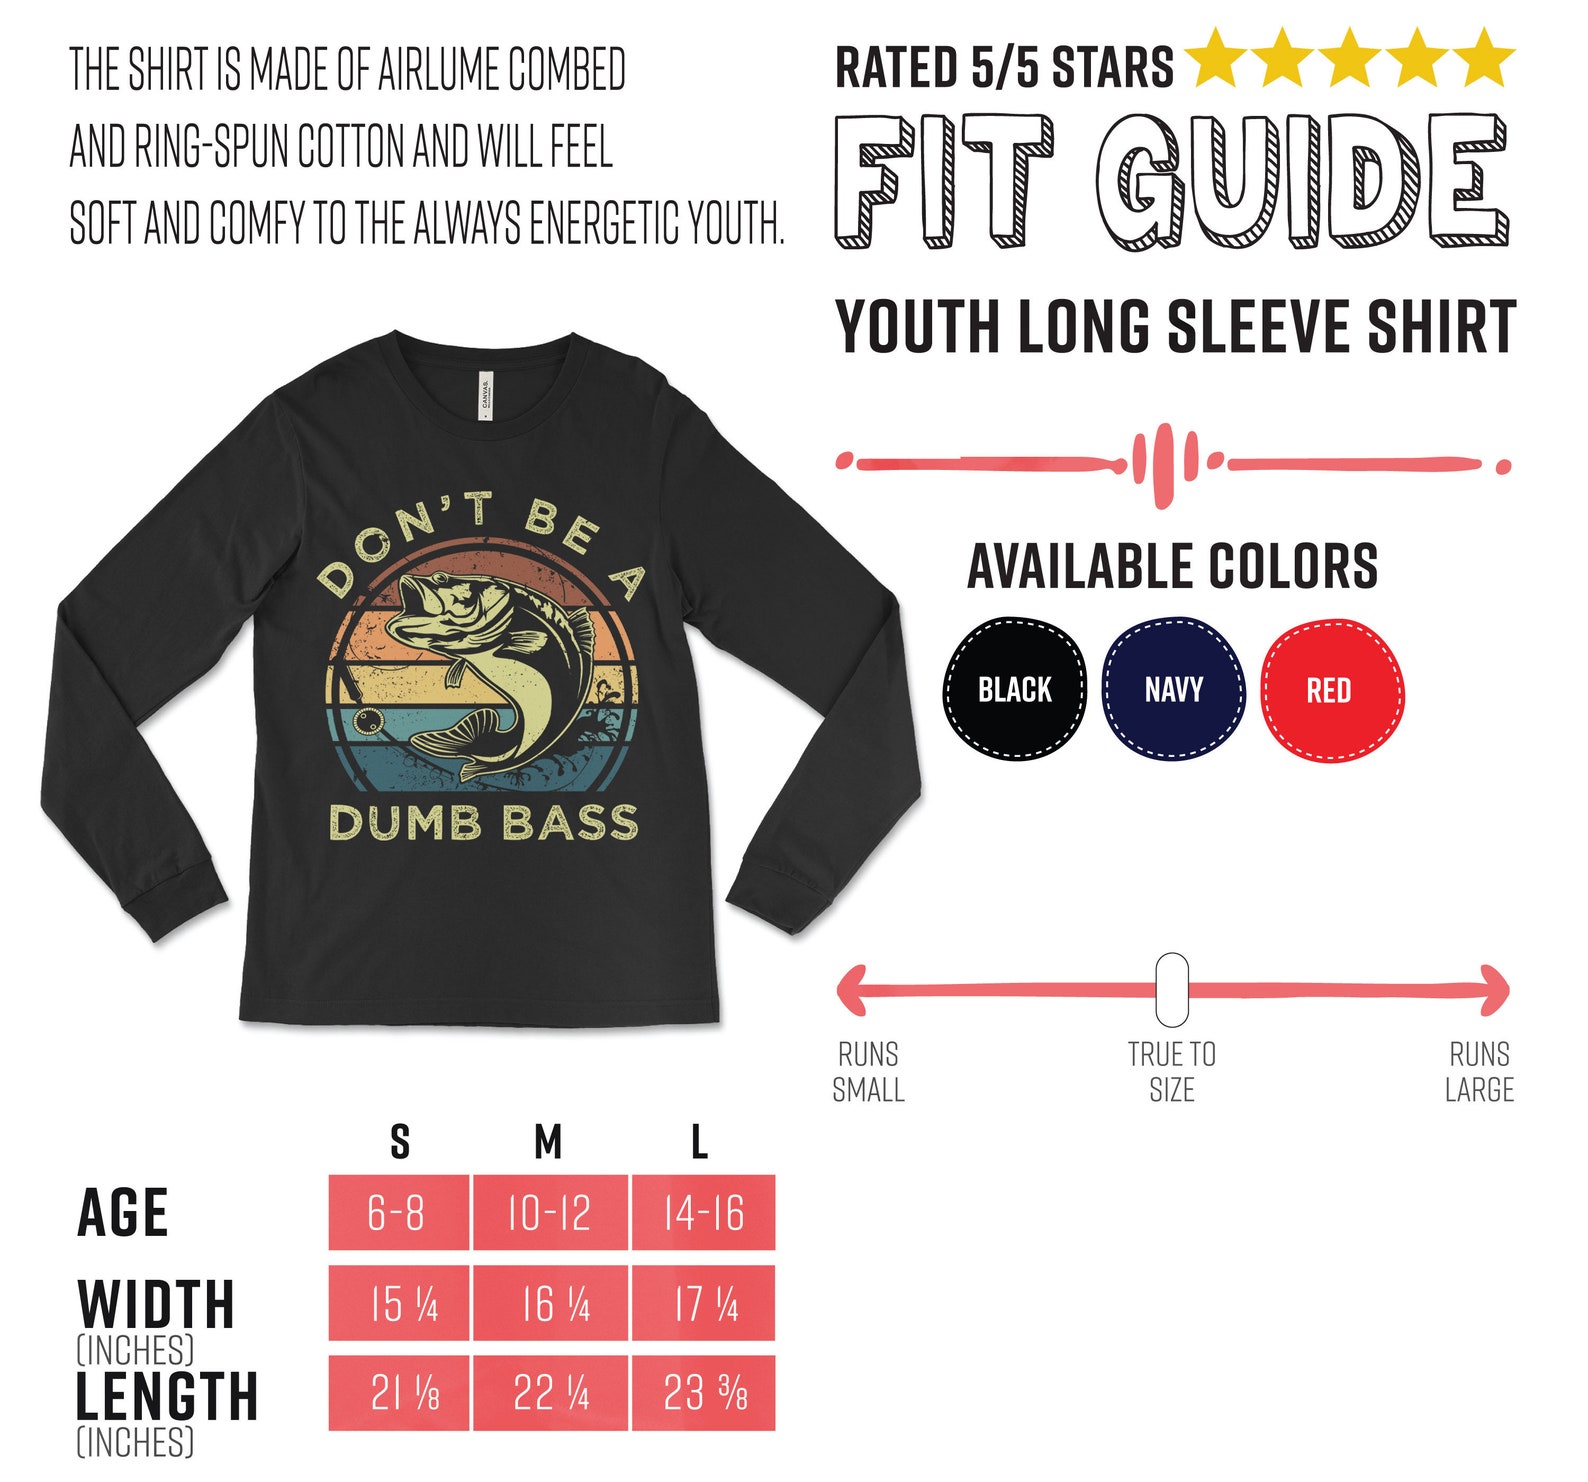 THE SHIRT IS MADE OF AIRLUME COMBED
AND RING-SPUN COTTON AND WILL FEEL
SOFT AND COMFY TO THE ALWAYS ENERGETIC YOUTH.
RATED 5/5 STARS
FIT GUIDE
YOUTH LONG SLEEVE SHIRT
CANVAS.
DON'T BE A
DUMB BASS
AVAILABLE COLORS
BLACK
NAVY
RED
RUNS
SMALL
TRUE TO
SIZE
RUNS
LARGE
S M L
AGE 6-8 10-12 14-16
WIDTH 15 ¼ 16 ¼ 17 ¼
(INCHES)
LENGTH 21 ⅛ 22 ¼ 23 ⅜
(INCHES)